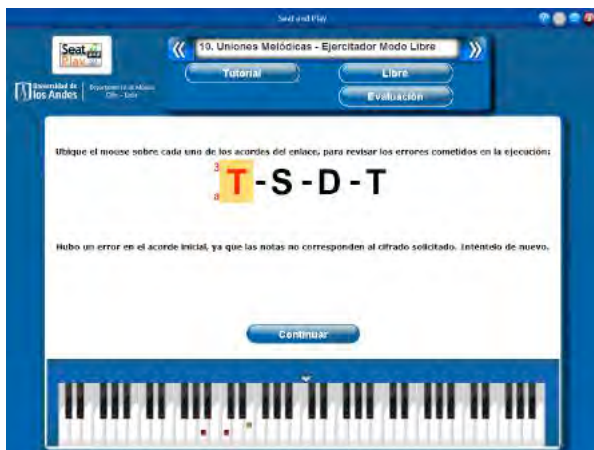 Seat and Play
Seat and
Play
10. Uniones Melódicas - Ejercitador Modo Libre
Tutorial
Libre
Evaluación
Universidad de
los Andes
Departamento de Música
Ubique el mouse sobre cada uno de los acordes del enlace, para revisar los errores cometidos en la ejecución:
3
a
T - S - D - T
Hubo un error en el acorde inicial, ya que las notas no corresponden al cifrado solicitado. Inténtelo de nuevo.
Continuar